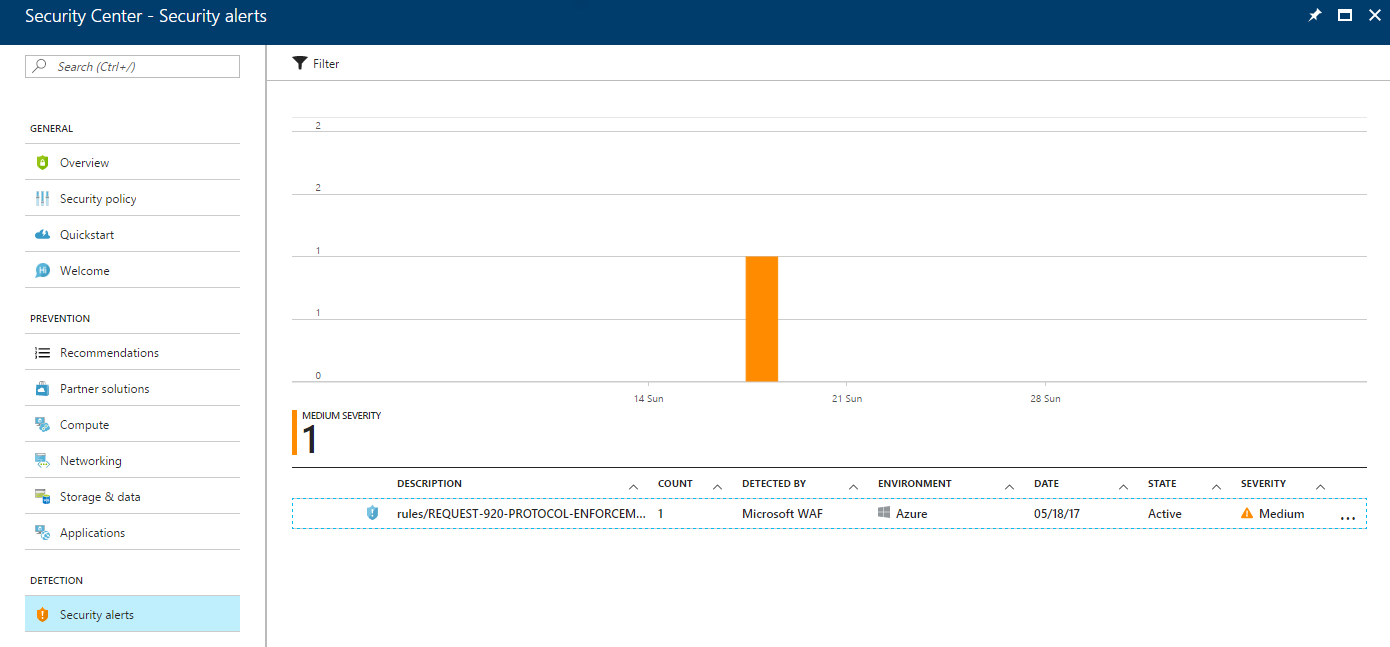 Security Center - Security alerts
Search (Ctrl+/)
GENERAL
Overview
Security policy
Quickstart
Hi
Welcome
PREVENTION
Recommendations
Partner solutions
Compute
Networking
Storage & data
Applications
DETECTION
Security alerts
Filter
2
2
1
1
0
14 Sun 21 Sun 28 Sun
MEDIUM SEVERITY
1
DESCRIPTION COUNT DETECTED BY ENVIRONMENT DATE STATE SEVERITY
rules/REQUEST-920-PROTOCOL-ENFORCEM... 1 Microsoft WAF Azure 05/18/17 Active Medium ...